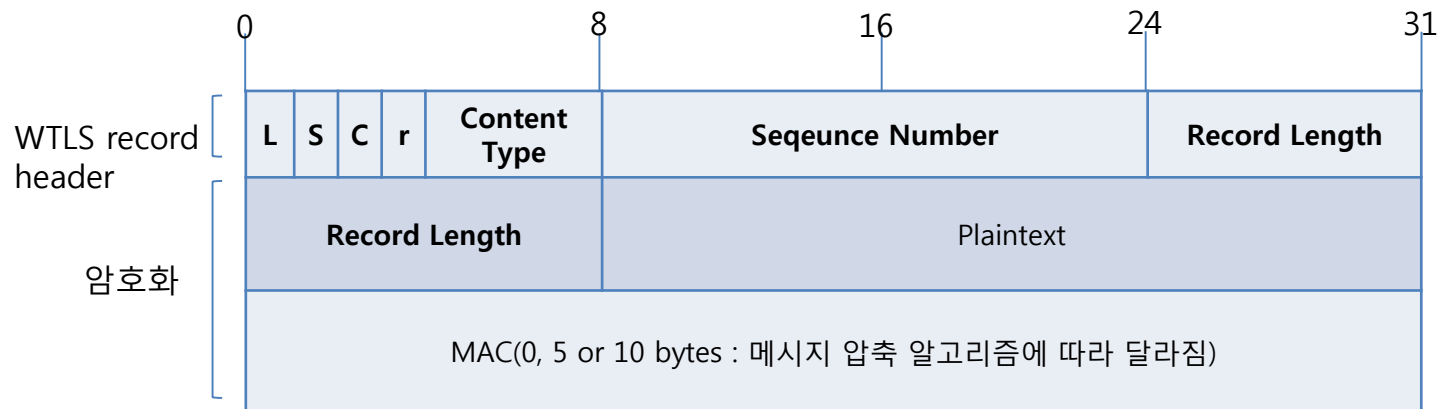 0 8 16 24 31
WTLS record
header
L S C r Content
Type Seqeunce Number Record Length
암호화
Record Length Plaintext
MAC(0, 5 or 10 bytes : 메시지 압축 알고리즘에 따라 달라짐)